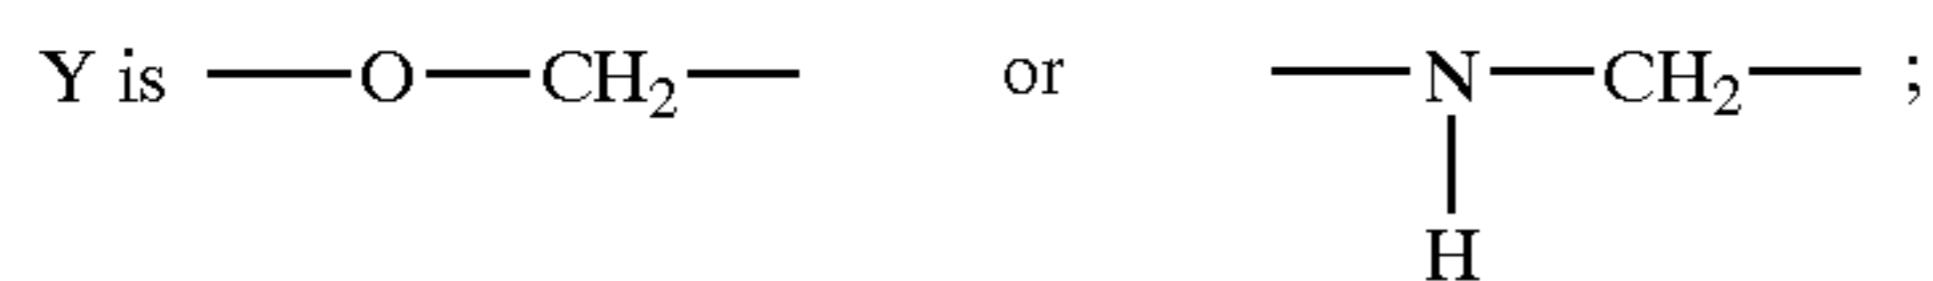 Y is —O—CH₂— or —N—CH₂— ;
H